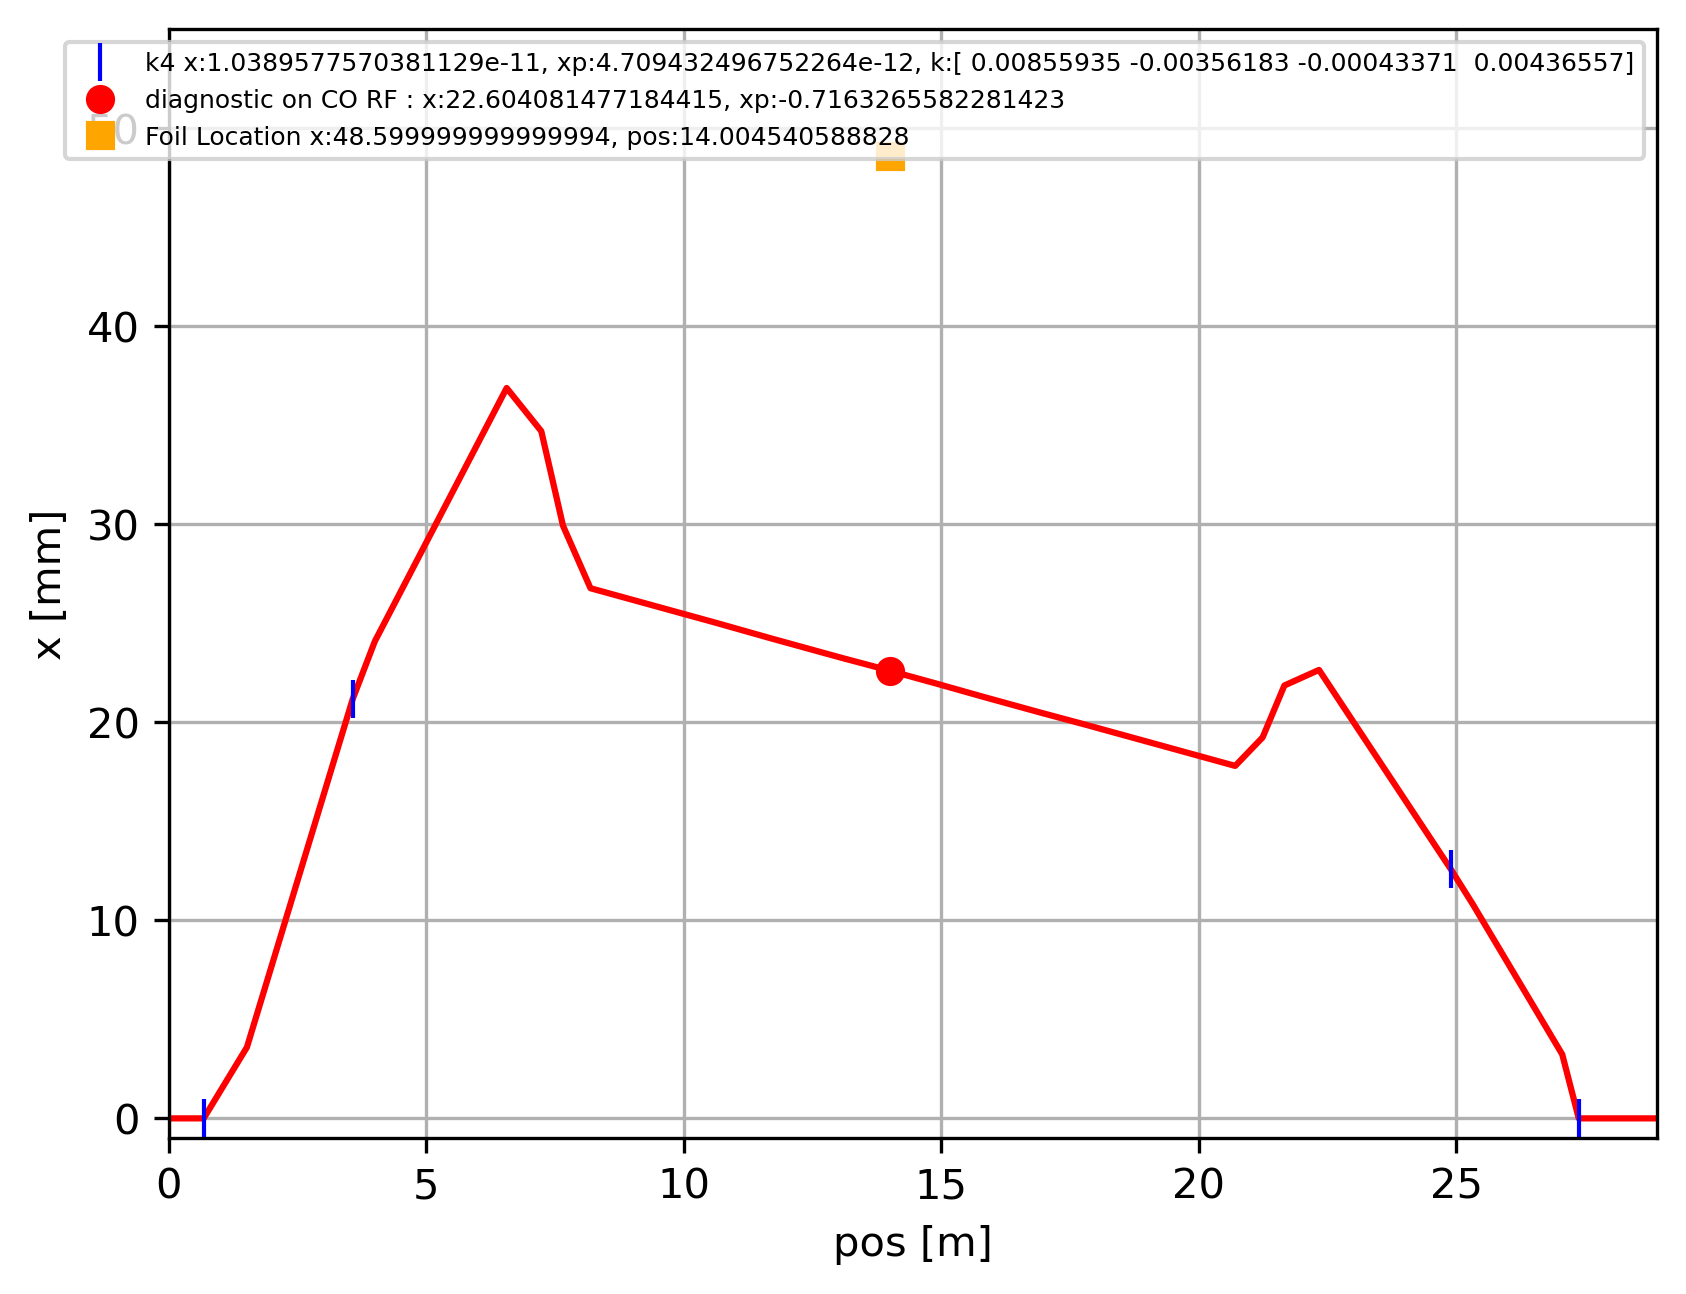 k4 x:1.0389577570381129e-11, xp:4.709432496752264e-12, k:[ 0.00855935 -0.00356183 -0.00043371  0.00436557]
diagnostic on CO RF : x:22.604081477184415, xp:-0.7163265582281423
Foil Location x:48.599999999999994, pos:14.004540588828
50
40
30
20
10
0
x [mm]
0 5 10 15 20 25
pos [m]